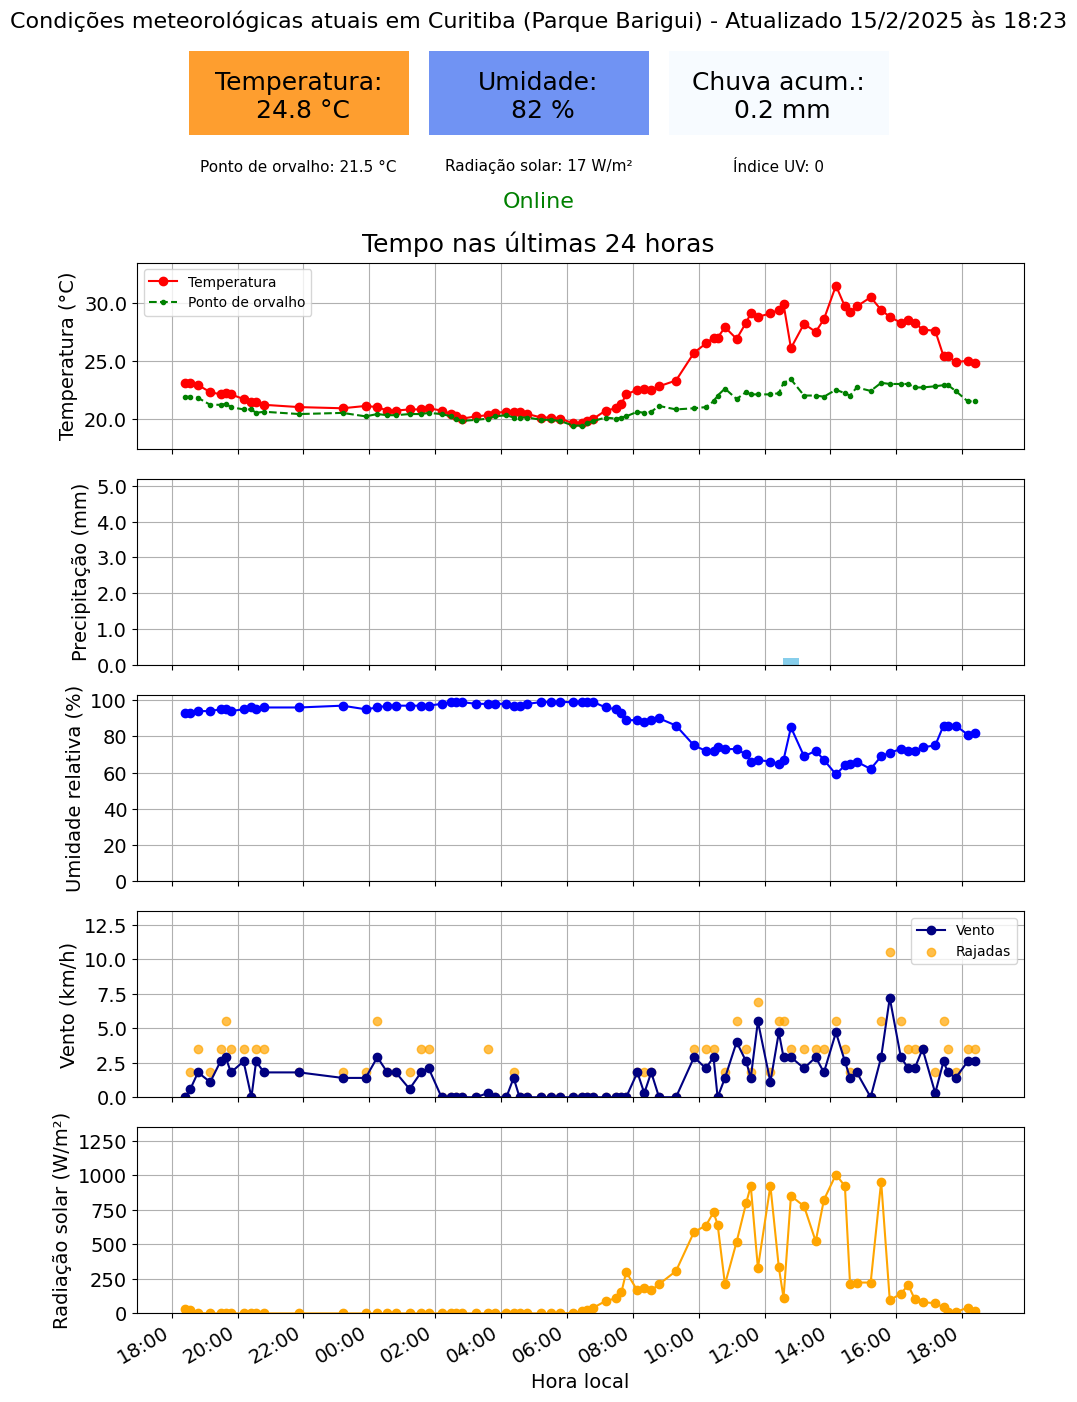 Condições meteorológicas atuais em Curitiba (Parque Barigui) - Atualizado 15/2/2025 às 18:23
Temperatura:
24.8 °C
Umidade:
82 %
Chuva acum.:
0.2 mm
Ponto de orvalho: 21.5 °C
Radiação solar: 17 W/m²
Índice UV: 0
Online
Tempo nas últimas 24 horas
Temperatura (°C)
30.0
25.0
20.0
Temperatura
Ponto de orvalho
Precipitação (mm)
5.0
4.0
3.0
2.0
1.0
0.0
Umidade relativa (%)
100
80
60
40
20
0
Vento (km/h)
12.5
10.0
7.5
5.0
2.5
0.0
Vento
Rajadas
Radiação solar (W/m²)
1250
1000
750
500
250
0
18:00 20:00 22:00 00:00 02:00 04:00 06:00 08:00 10:00 12:00 14:00 16:00 18:00
Hora local